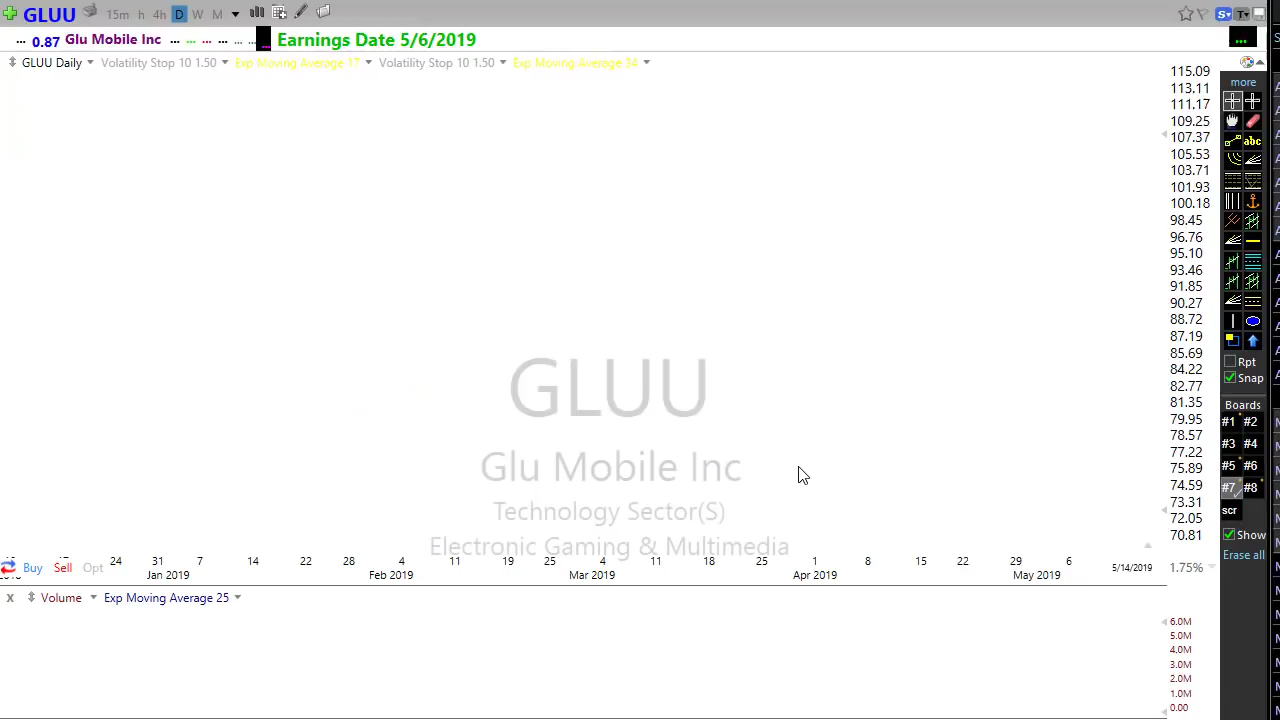 GLUU 15m h 4h D W M S T
... 0.87 Glu Mobile Inc ... ... ... ... ... ... ... Earnings Date 5/6/2019 ...
GLUU Daily Volatility Stop 10 1.50 Exp Moving Average 17 Volatility Stop 10 1.50 Exp Moving Average 34
115.09
113.11
111.17
109.25
107.37
105.53
103.71
101.93
100.18
98.45
96.76
95.10
93.46
91.85
90.27
88.72
87.19
85.69
84.22
82.77
81.35
79.95
78.57
77.22
75.89
74.59
73.31
72.05
70.81
more
abc
Rpt
Snap
Boards
#1 #2
#3 #4
#5 #6
#7 #8
scr
Show
Erase all
GLUU
Glu Mobile Inc
Technology Sector(S)
Electronic Gaming & Multimedia
24 31 7 14 22 28 4 11 19 25 4 11 18 25 1 8 15 22 29 6
Buy Sell Opt Jan 2019 Feb 2019 Mar 2019 Apr 2019 May 2019 5/14/2019 1.75%
X Volume Exp Moving Average 25
6.0M
5.0M
4.0M
3.0M
2.0M
1.0M
0.00